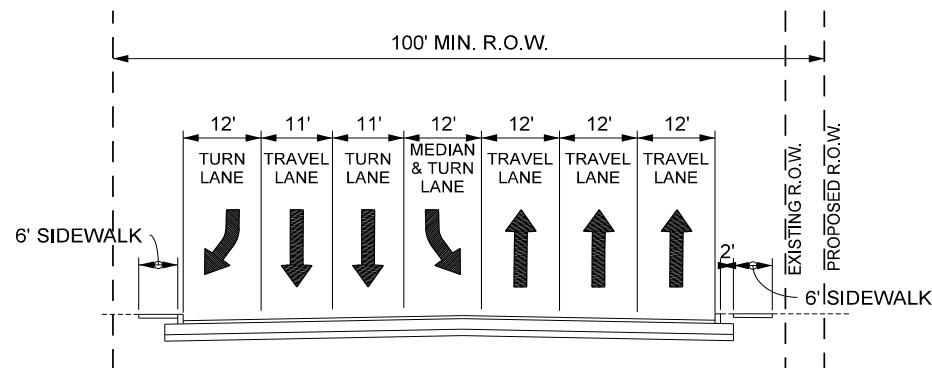 100' MIN. R.O.W.
12'
11'
11'
12'
12'
12'
12'
TURN
LANE
TRAVEL
LANE
TURN
LANE
MEDIAN
& TURN
LANE
TRAVEL
LANE
TRAVEL
LANE
TRAVEL
LANE
EXISTING R.O.W.
PROPOSED R.O.W.
6' SIDEWALK
2'
6' SIDEWALK